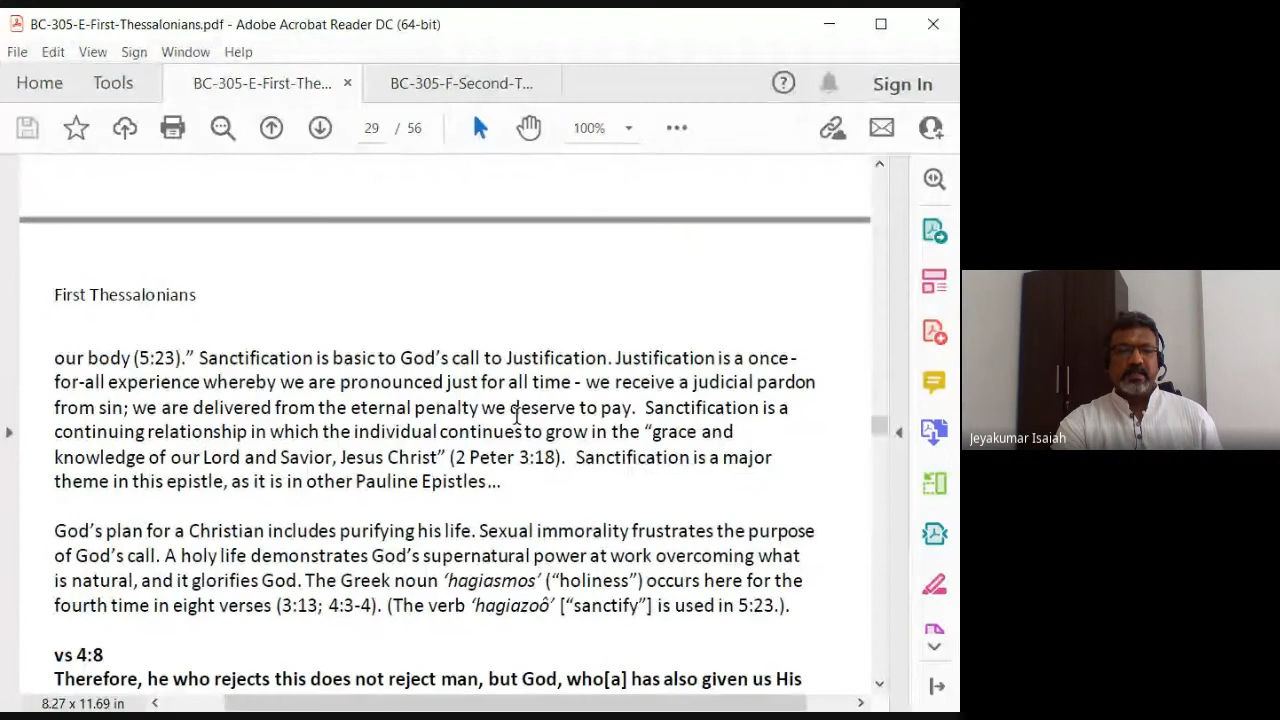 BC-305-E-First-Thessalonians.pdf - Adobe Acrobat Reader DC (64-bit)
File Edit View Sign Window Help
Home Tools BC-305-E-First-The... × BC-305-F-Second-T... Sign In
29 / 56 100%
First Thessalonians
our body (5:23).” Sanctification is basic to God’s call to Justification. Justification is a once-
for-all experience whereby we are pronounced just for all time - we receive a judicial pardon
from sin; we are delivered from the eternal penalty we deserve to pay. Sanctification is a
continuing relationship in which the individual continues to grow in the “grace and
knowledge of our Lord and Savior, Jesus Christ” (2 Peter 3:18). Sanctification is a major
theme in this epistle, as it is in other Pauline Epistles...
God’s plan for a Christian includes purifying his life. Sexual immorality frustrates the purpose
of God’s call. A holy life demonstrates God’s supernatural power at work overcoming what
is natural, and it glorifies God. The Greek noun ‘hagiasmos’ (“holiness”) occurs here for the
fourth time in eight verses (3:13; 4:3-4). (The verb ‘hagiazoô’ [“sanctify”] is used in 5:23.).
vs 4:8
Therefore, he who rejects this does not reject man, but God, who[a] has also given us His
8.27 x 11.69 in
Jeyakumar Isaiah